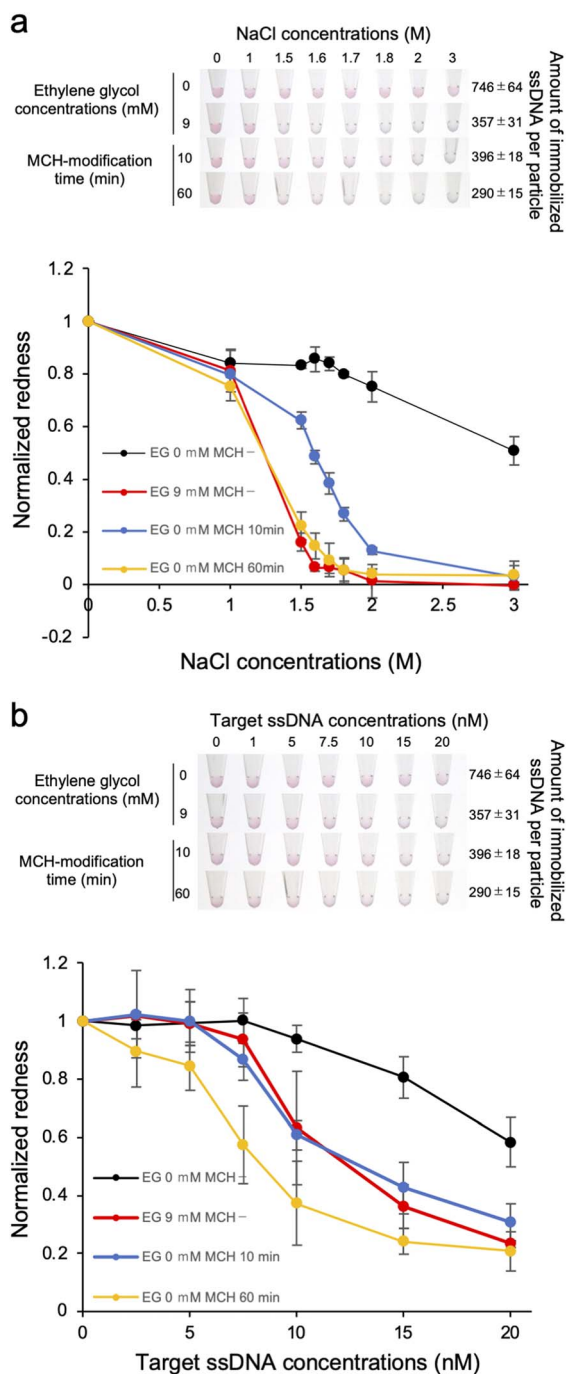 a
NaCl concentrations (M)
0 1 1.5 1.6 1.7 1.8 2 3
Ethylene glycol
concentrations (mM)
0
9
MCH-modification
time (min)
10
60
746 ± 64
357 ± 31
396 ± 18
290 ± 15
Amount of immobilized
ssDNA per particle
1.2
1
0.8
0.6
0.4
0.2
0
-0.2
Normalized redness
EG 0 mM MCH −
EG 9 mM MCH −
EG 0 mM MCH 10min
EG 0 mM MCH 60min
0 0.5 1 1.5 2 2.5 3
NaCl concentrations (M)
b
Target ssDNA concentrations (nM)
0 1 5 7.5 10 15 20
Ethylene glycol
concentrations (mM)
0
9
MCH-modification
time (min)
10
60
746 ± 64
357 ± 31
396 ± 18
290 ± 15
Amount of immobilized
ssDNA per particle
1.2
1
0.8
0.6
0.4
0.2
0
Normalized redness
EG 0 mM MCH −
EG 9 mM MCH −
EG 0 mM MCH 10 min
EG 0 mM MCH 60 min
0 5 10 15 20
Target ssDNA concentrations (nM)